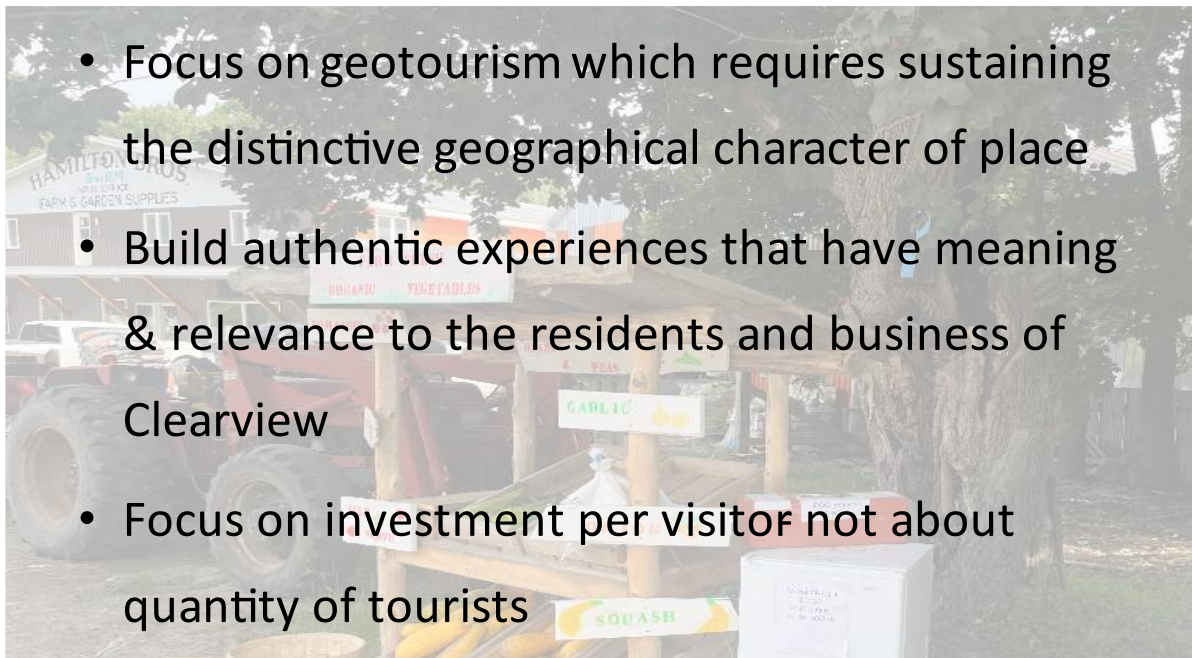 • Focus on geotourism which requires sustaining
the distinctive geographical character of place
HAMILTON BROS.
FARM & GARDEN SUPPLIES
• Build authentic experiences that have meaning
ORGANIC VEGETABLES
& relevance to the residents and business of
& PEAS
GARLIC
Clearview
• Focus on investment per visitor not about
quantity of tourists
SQUASH